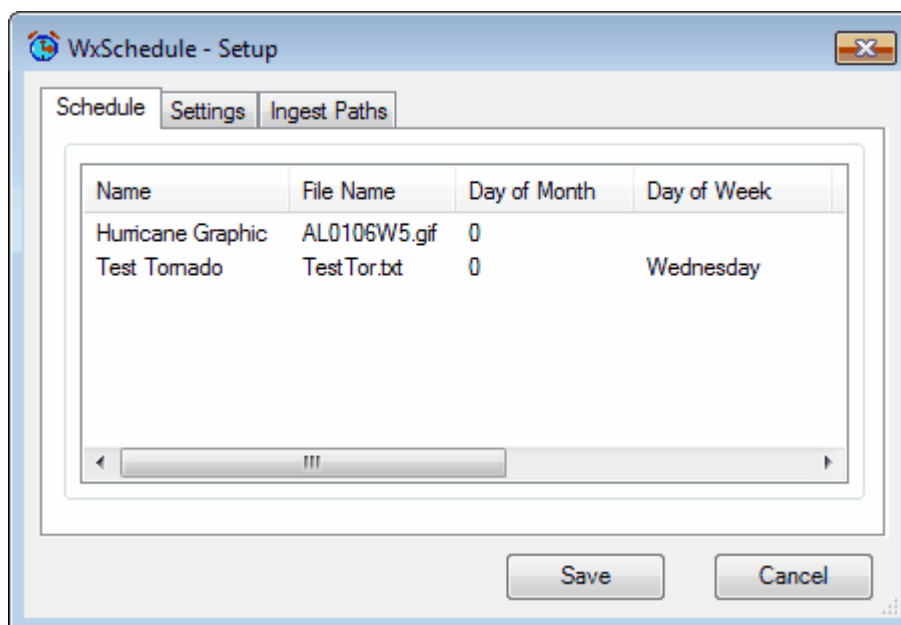 WxSchedule - Setup
Schedule Settings Ingest Paths
Name File Name Day of Month Day of Week
Hurricane Graphic AL0106W5.gif 0
Test Tornado TestTor.txt 0 Wednesday
Save Cancel